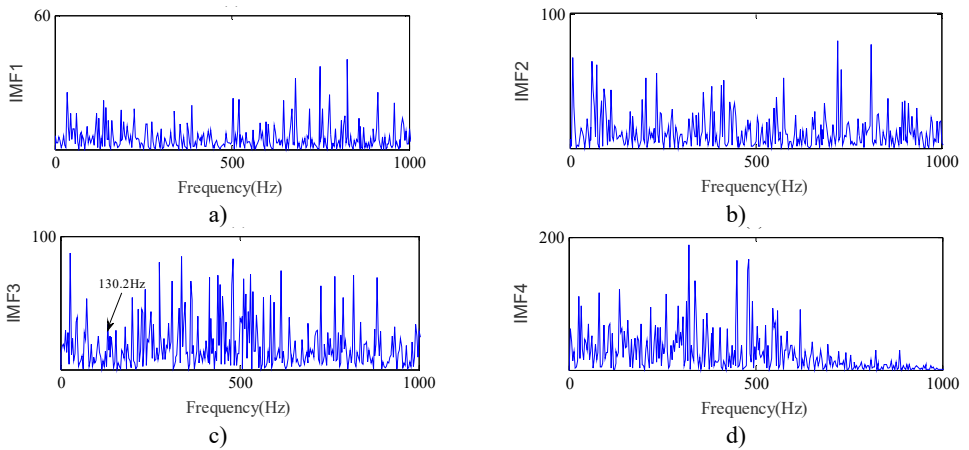 60
IMF1
0 500 1000
Frequency(Hz)
a)
100
IMF2
0 500 1000
Frequency(Hz)
b)
100
IMF3
130.2Hz
0 500 1000
Frequency(Hz)
c)
200
IMF4
0 500 1000
Frequency(Hz)
d)